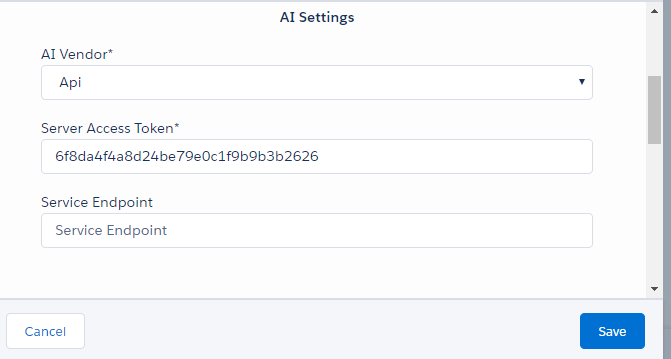 AI Settings
AI Vendor*
Api
Server Access Token*
6f8da4f4a8d24be79e0c1f9b9b3b2626
Service Endpoint
Service Endpoint
Cancel
Save